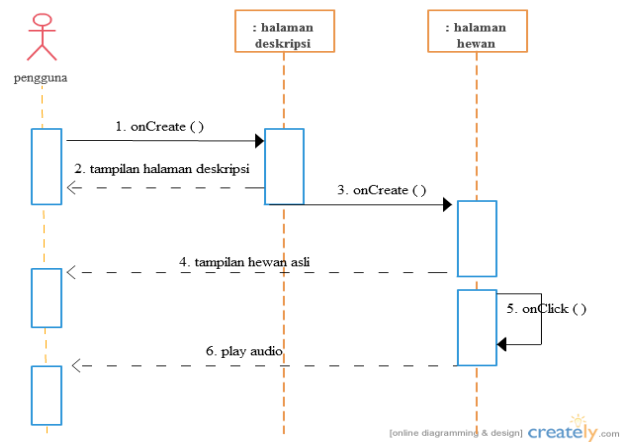 : halaman
deskripsi
: halaman
hewan
pengguna
1. onCreate ( )
2. tampilan halaman deskripsi
3. onCreate ( )
4. tampilan hewan asli
5. onClick ( )
6. play audio
[online diagramming & design] creately.com